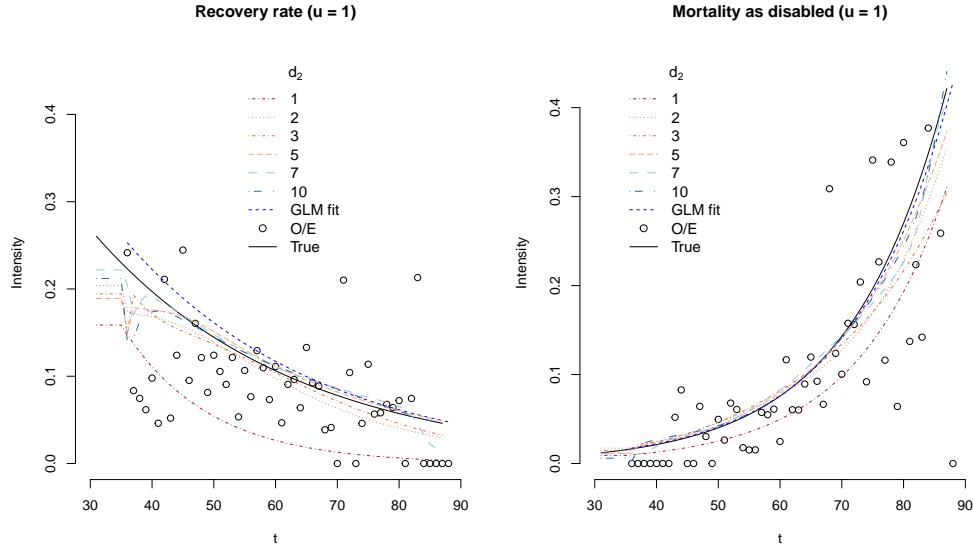 Recovery rate (u = 1)
d2
1
2
3
5
7
10
GLM fit
O/E
True
Intensity
0.4
0.3
0.2
0.1
0.0
30 40 50 60 70 80 90
t
Mortality as disabled (u = 1)
d2
1
2
3
5
7
10
GLM fit
O/E
True
Intensity
0.4
0.3
0.2
0.1
0.0
30 40 50 60 70 80 90
t